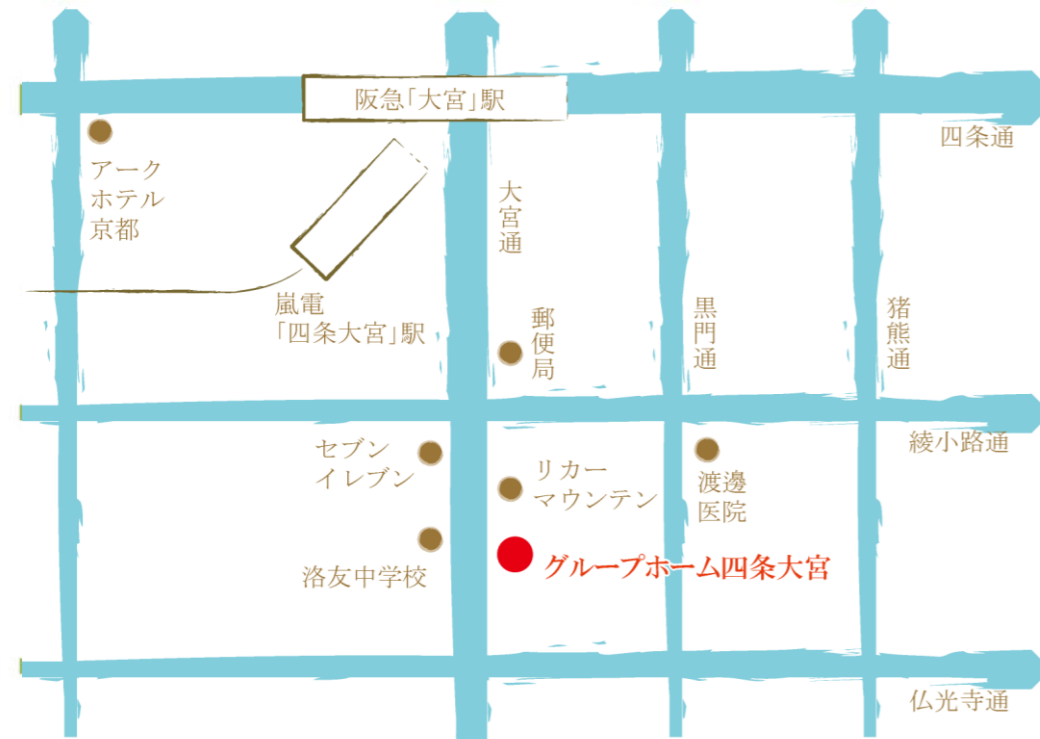 阪急「大宮」駅
四条通
アーク
ホテル
京都
大宮通
嵐電
「四条大宮」駅
郵便局
黒門通
猪熊通
綾小路通
セブン
イレブン
リカー
マウンテン
渡邊
医院
グループホーム四条大宮
洛友中学校
仏光寺通